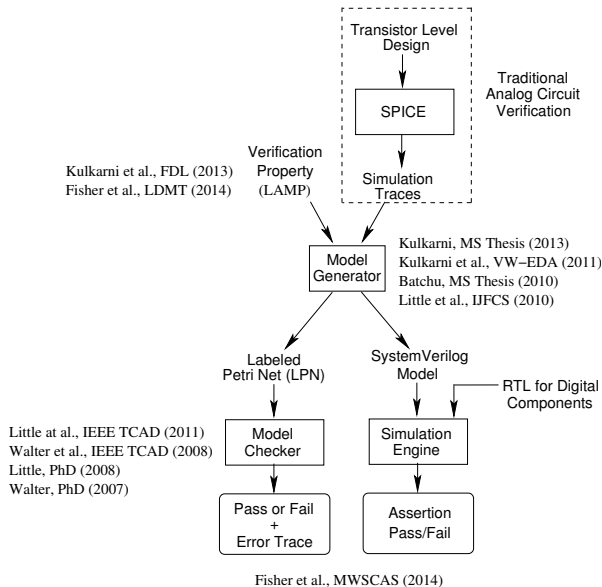 Transistor Level
Design
Traditional
Analog Circuit
Verification
SPICE
Verification
Property
(LAMP)
Kulkarni et al., FDL (2013)
Fisher et al., LDMT (2014)
Simulation
Traces
Model
Generator
Kulkarni, MS Thesis (2013)
Kulkarni et al., VW−EDA (2011)
Batchu, MS Thesis (2010)
Little et al., IJFCS (2010)
Labeled
Petri Net (LPN)
SystemVerilog
Model
RTL for Digital
Components
Little at al., IEEE TCAD (2011)
Walter et al., IEEE TCAD (2008)
Little, PhD (2008)
Walter, PhD (2007)
Model
Checker
Simulation
Engine
Pass or Fail
+
Error Trace
Assertion
Pass/Fail
Fisher et al., MWSCAS (2014)